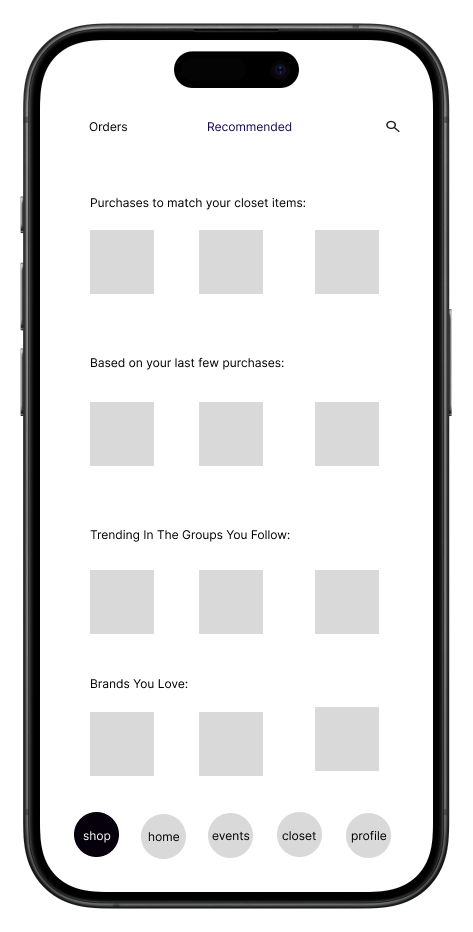 Orders
Recommended
Purchases to match your closet items:
Based on your last few purchases:
Trending In The Groups You Follow:
Brands You Love:
shop
home
events
closet
profile